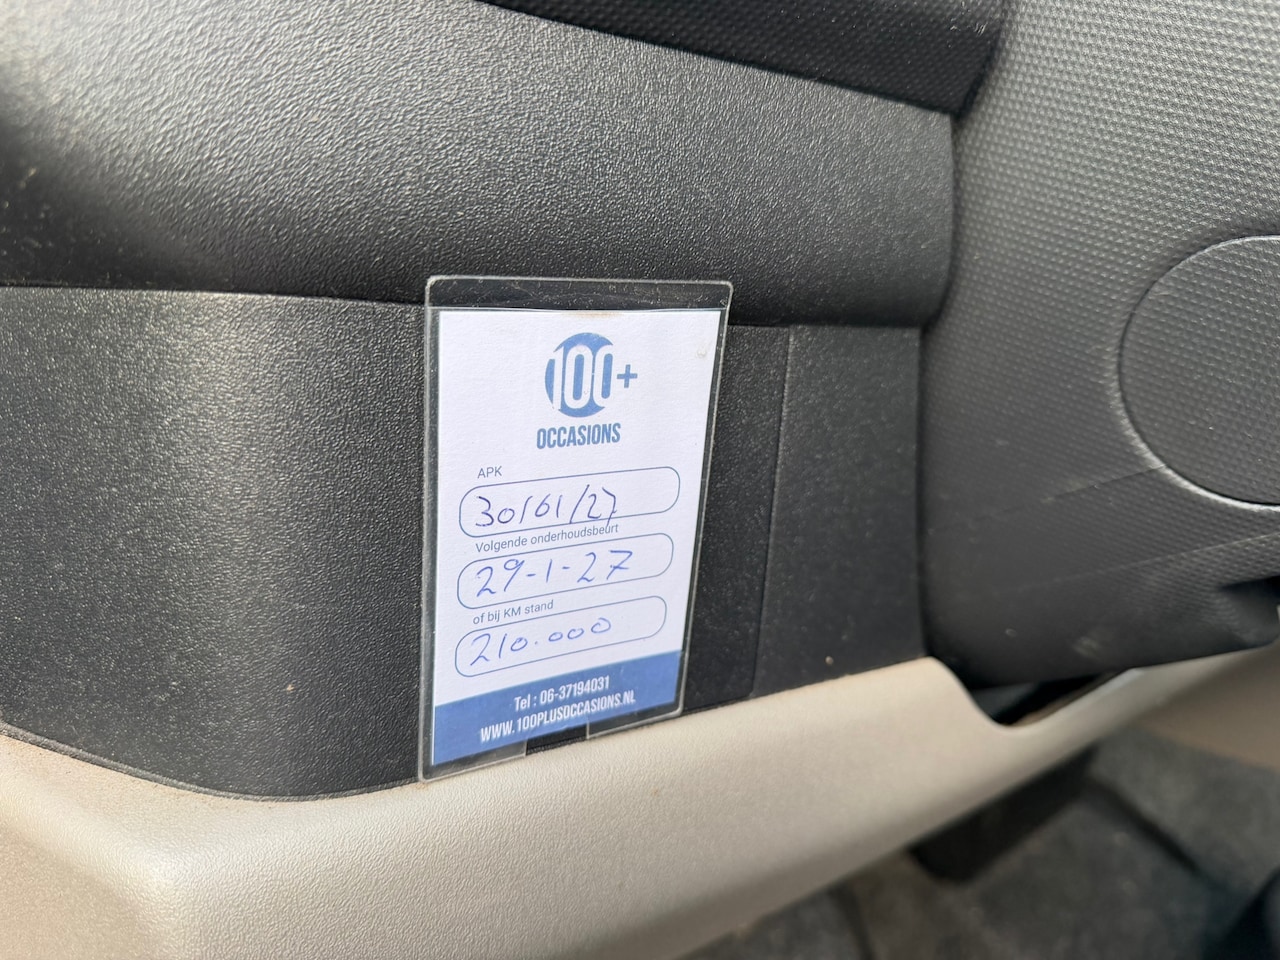 100+
OCCASIONS
APK
30/01/27
Volgende onderhoudsbeurt
29-1-27
of bij KM stand
210.000
Tel : 06-37194031
WWW.100PLUSOCCASIONS.NL